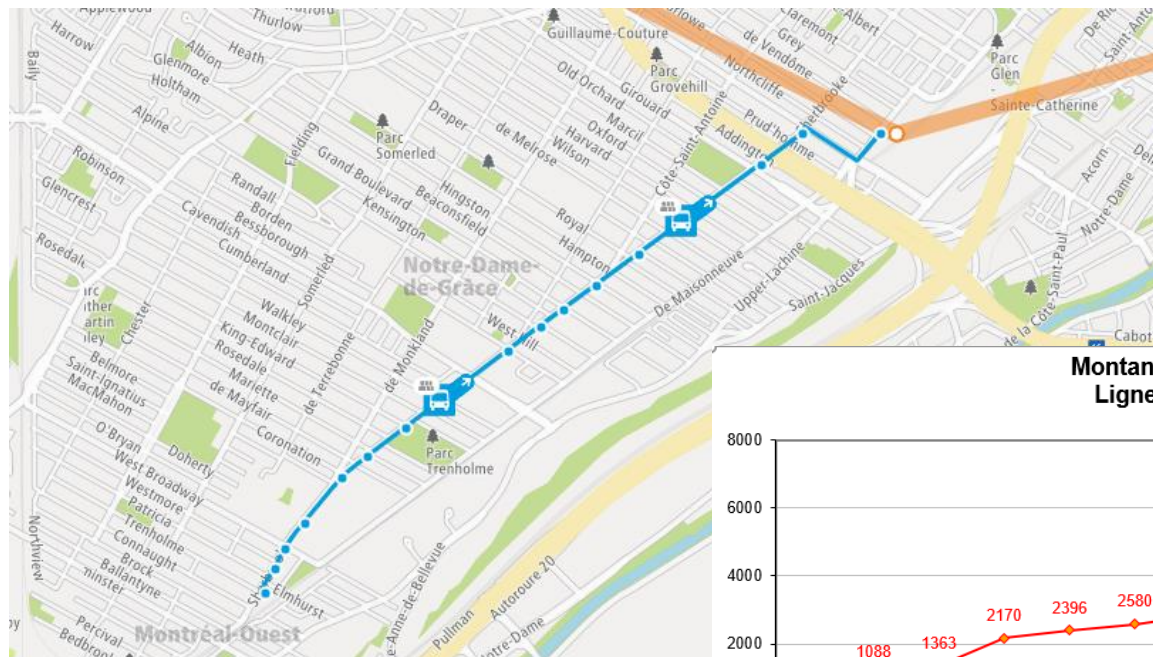 Applewood
Strathearn
Thurlow
Harrow
Baily
Albion
Heath
Glenmore
Holtham
Alpine
Robinson
Glencrest
Fielding
Parc
Somerled
Draper
de Melrose
Wilson
Harvard
Oxford
Marcil
Old Orchard
Girouard
Guillaume-Couture
Parc
Grovehill
Northcliffe
de Vendôme
Grey
Claremont
Parc
Glen
Sainte-Catherine
Saint-Antoine
Acorn
Notre-Dame
Prud'homme
Addington
Côte-Saint-Antoine
Grand Boulevard
Kensington
Beaconsfield
Hingston
Royal
Hampton
West Hill
Randall
Borden
Bessborough
Cavendish
Cumberland
Rosedale
Chester
Somerled
Walkley
Montclair
King-Edward
Rosedale
Mariette
de Mayfair
de Terrebonne
de Monkland
Notre-Dame-
de-Grâce
De Maisonneuve
Upper-Lachine
Saint-Jacques
de la Côte-Saint-Paul
Cabot
Belmore
Saint-Ignatius
MacMahon
O'Bryan
Doherty
Coronation
Parc
Trenholme
West Broadway
Westmore
Patricia
Trenholme
Connaught
Brock
Ballantyne
Northview
Elmhurst
Percival
Montréal-Ouest
Pullman
Autoroute 20
Notre-Dame
Montan
Ligne
8000
6000
4000
2000
1088
1363
2170
2396
2580